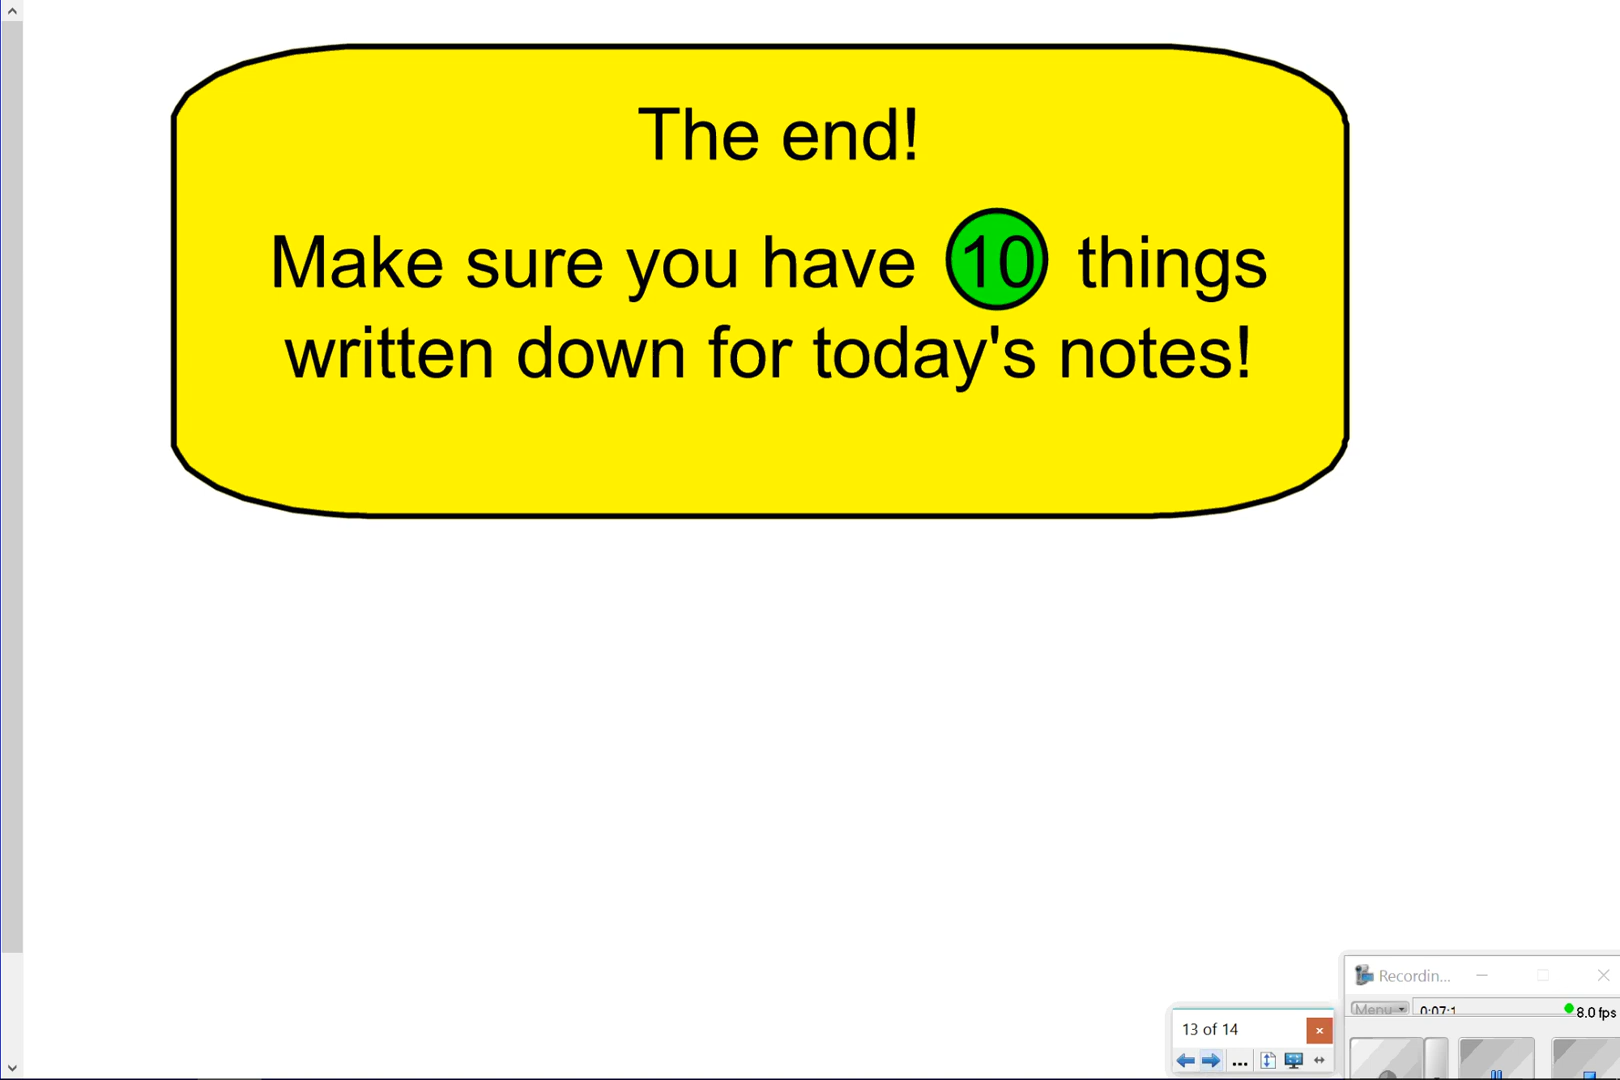 The end!
Make sure you have 10 things
written down for today's notes!
Recordin...
Menu
8.0 fps
13 of 14
...